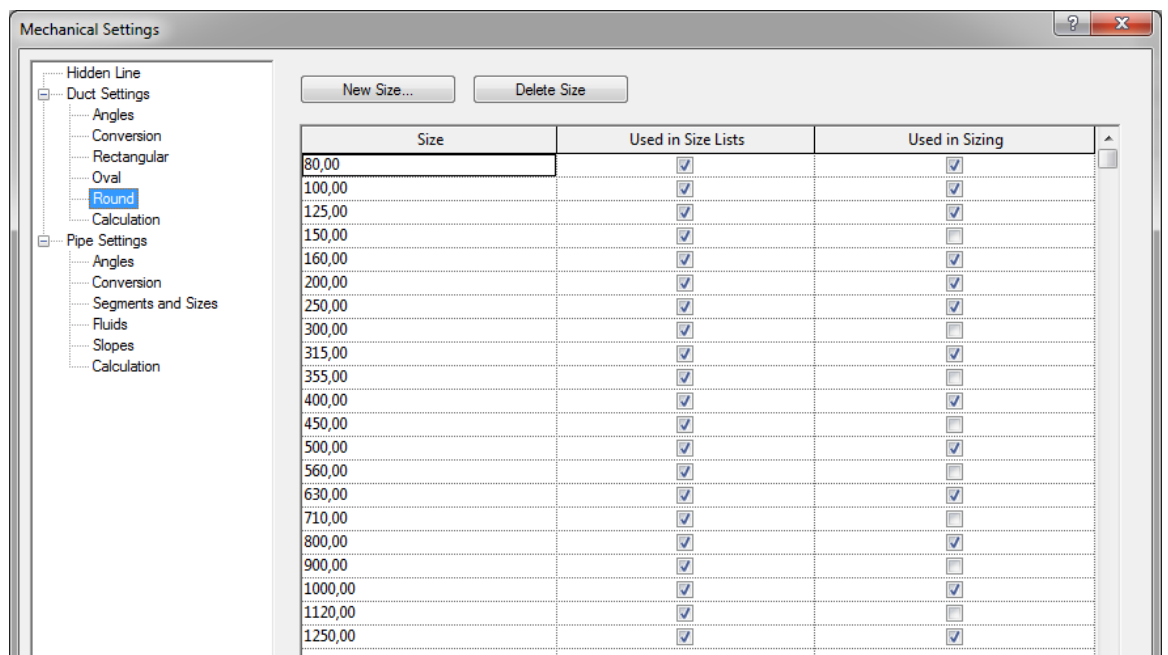 Mechanical Settings
?
X
Hidden Line
Duct Settings
Angles
Conversion
Rectangular
Oval
Round
Calculation
Pipe Settings
Angles
Conversion
Segments and Sizes
Fluids
Slopes
Calculation
New Size... Delete Size
Size Used in Size Lists Used in Sizing
80,00
100,00
125,00
150,00
160,00
200,00
250,00
300,00
315,00
355,00
400,00
450,00
500,00
560,00
630,00
710,00
800,00
900,00
1000,00
1120,00
1250,00